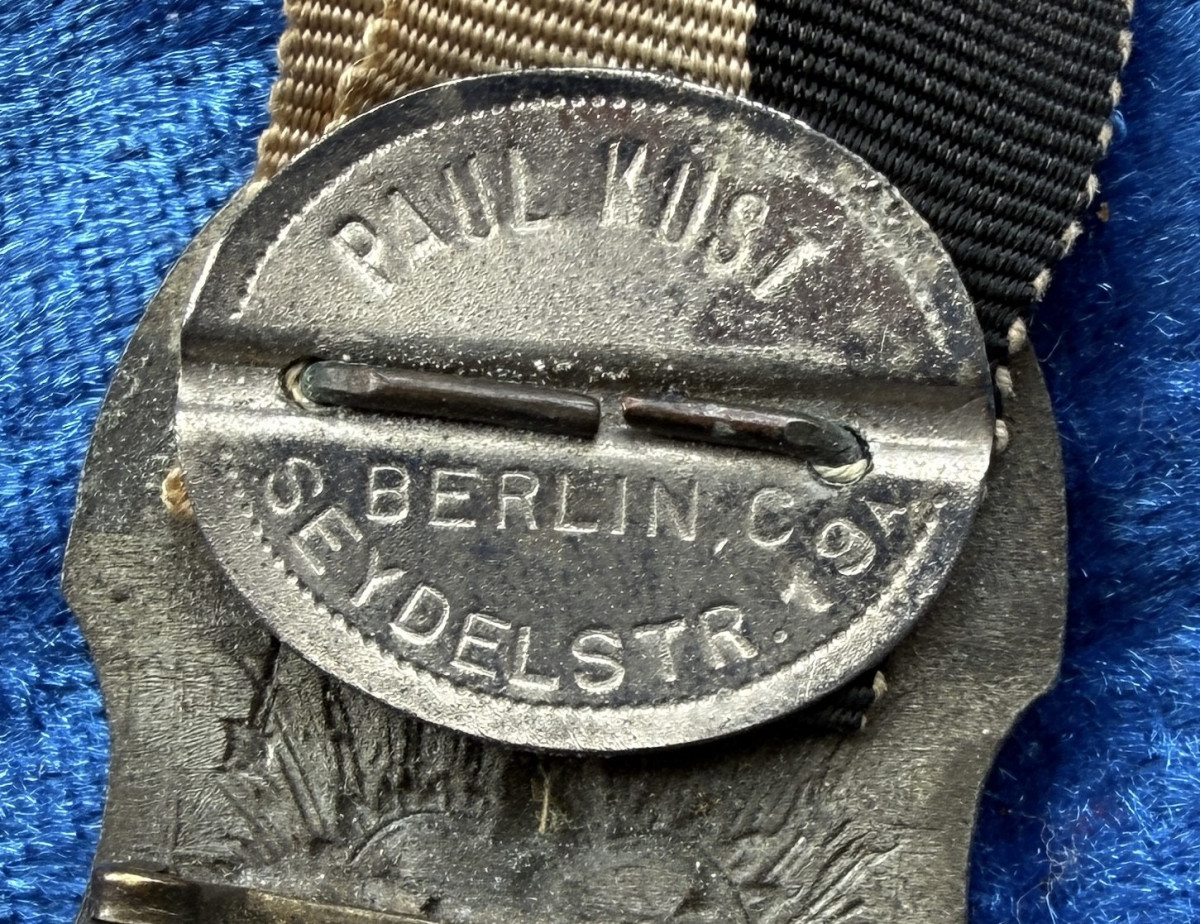 PAUL KÜST
BERLIN, C
SEYDELSTR. 19A